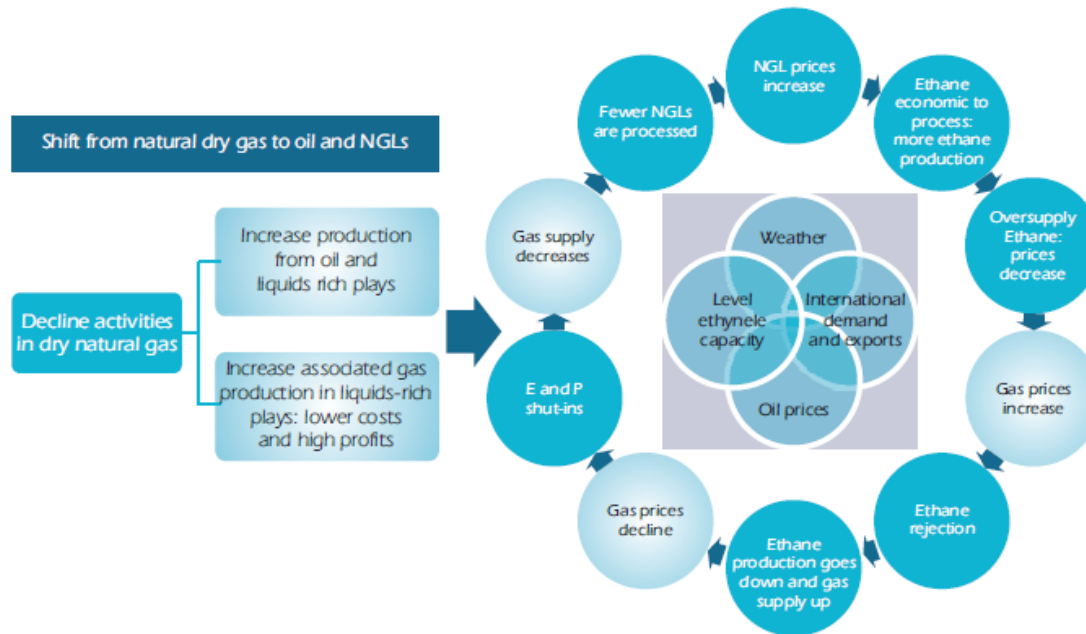 Shift from natural dry gas to oil and NGLs
Decline activities
in dry natural gas
Increase production
from oil and
liquids rich plays
Increase associated gas
production in liquids-rich
plays: lower costs
and high profits
NGL prices
increase
Ethane
economic to
process:
more ethane
production
Oversupply
Ethane:
prices
decrease
Gas prices
increase
Ethane
rejection
Ethane
production goes
down and gas
supply up
Gas prices
decline
E and P
shut-ins
Gas supply
decreases
Fewer NGLs
are processed
Weather
Level
ethynele
capacity
International
demand
and exports
Oil prices